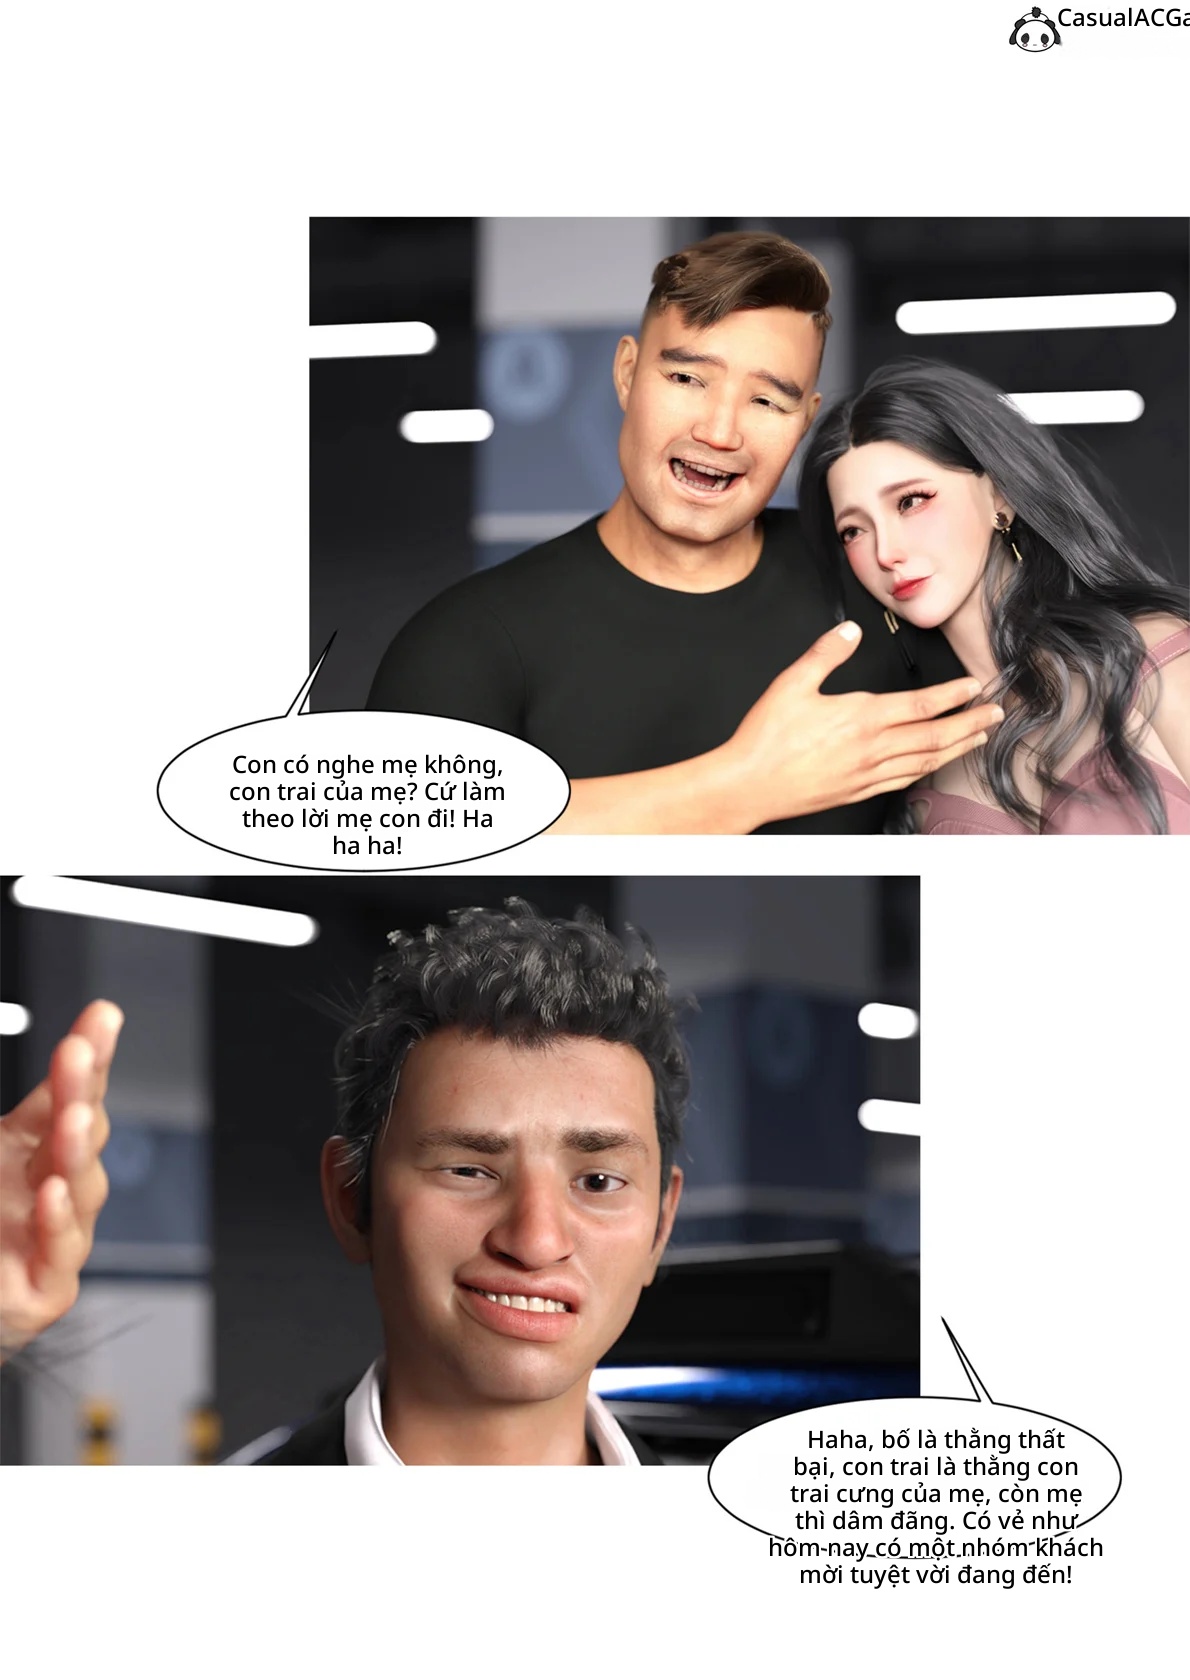 CasualACGa
Con có nghe mẹ không,
con trai của mẹ? Cứ làm
theo lời mẹ con đi! Ha
ha ha!
Haha, bố là thằng thất
bại, con trai là thằng con
trai cưng của mẹ, còn mẹ
thì dâm đãng. Có vẻ như
hôm nay có một nhóm khách
mời tuyệt vời đang đến!